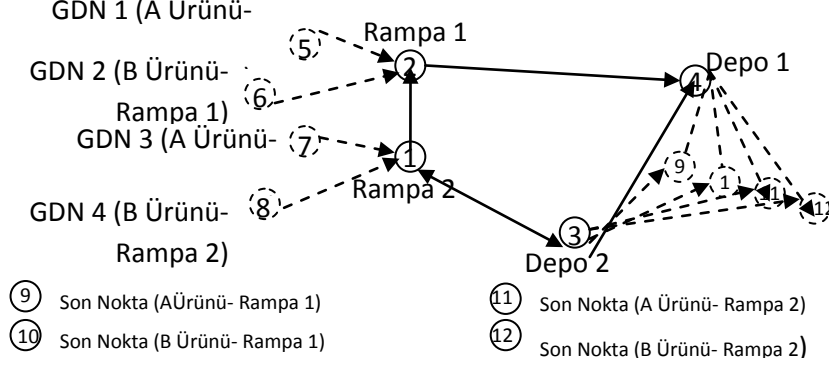 GDN 1 (A Ürünü-
Rampa 1
5
2
GDN 2 (B Ürünü-
Rampa 1)
6
Depo 1
4
GDN 3 (A Ürünü-
7
1
Rampa 2
9
1
11
12
GDN 4 (B Ürünü-
Rampa 2)
8
3
Depo 2
9 Son Nokta (AÜrünü- Rampa 1)
11 Son Nokta (A Ürünü- Rampa 2)
10 Son Nokta (B Ürünü- Rampa 1)
12 Son Nokta (B Ürünü- Rampa 2)